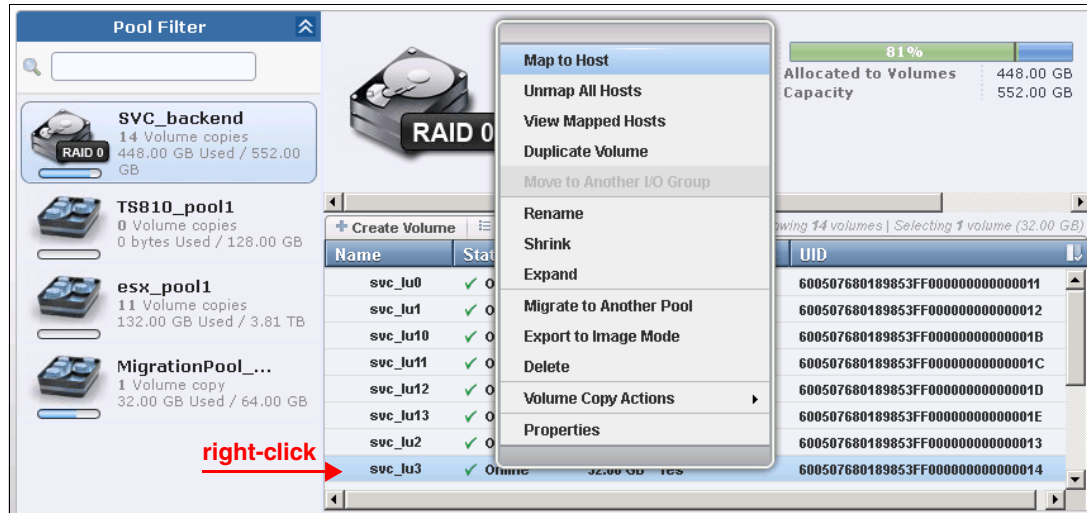 Pool Filter
SVC_backend
14 Volume copies
448.00 GB Used / 552.00
GB
RAID 0
TS810_pool1
0 Volume copies
0 bytes Used / 128.00 GB
esx_pool1
11 Volume copies
132.00 GB Used / 3.81 TB
MigrationPool_...
1 Volume copy
32.00 GB Used / 64.00 GB
right-click
RAID 0
81%
Allocated to Volumes 448.00 GB
Capacity 552.00 GB
Map to Host
Unmap All Hosts
View Mapped Hosts
Duplicate Volume
Move to Another I/O Group
Rename
Shrink
Expand
Migrate to Another Pool
Export to Image Mode
Delete
Volume Copy Actions
Properties
Create Volume
14 volumes | Selecting 1 volume (32.00 GB)
Name UID
svc_lu0 600507680189853FF000000000000011
svc_lu1 600507680189853FF000000000000012
svc_lu10 600507680189853FF00000000000001B
svc_lu11 600507680189853FF00000000000001C
svc_lu12 600507680189853FF00000000000001D
svc_lu13 600507680189853FF00000000000001E
svc_lu2 600507680189853FF000000000000013
svc_lu3 Online 32.00 GB Yes 600507680189853FF000000000000014